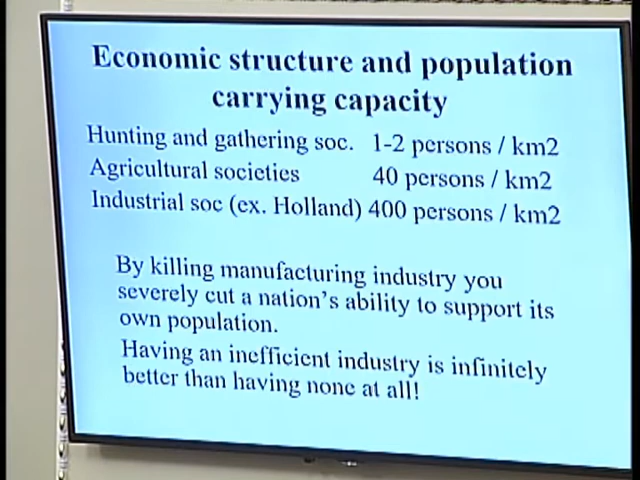 Economic structure and population
carrying capacity
Hunting and gathering soc. 1-2 persons / km2
Agricultural societies 40 persons / km2
Industrial soc (ex. Holland) 400 persons / km2
By killing manufacturing industry you
severely cut a nation's ability to support its
own population.
Having an inefficient industry is infinitely
better than having none at all!